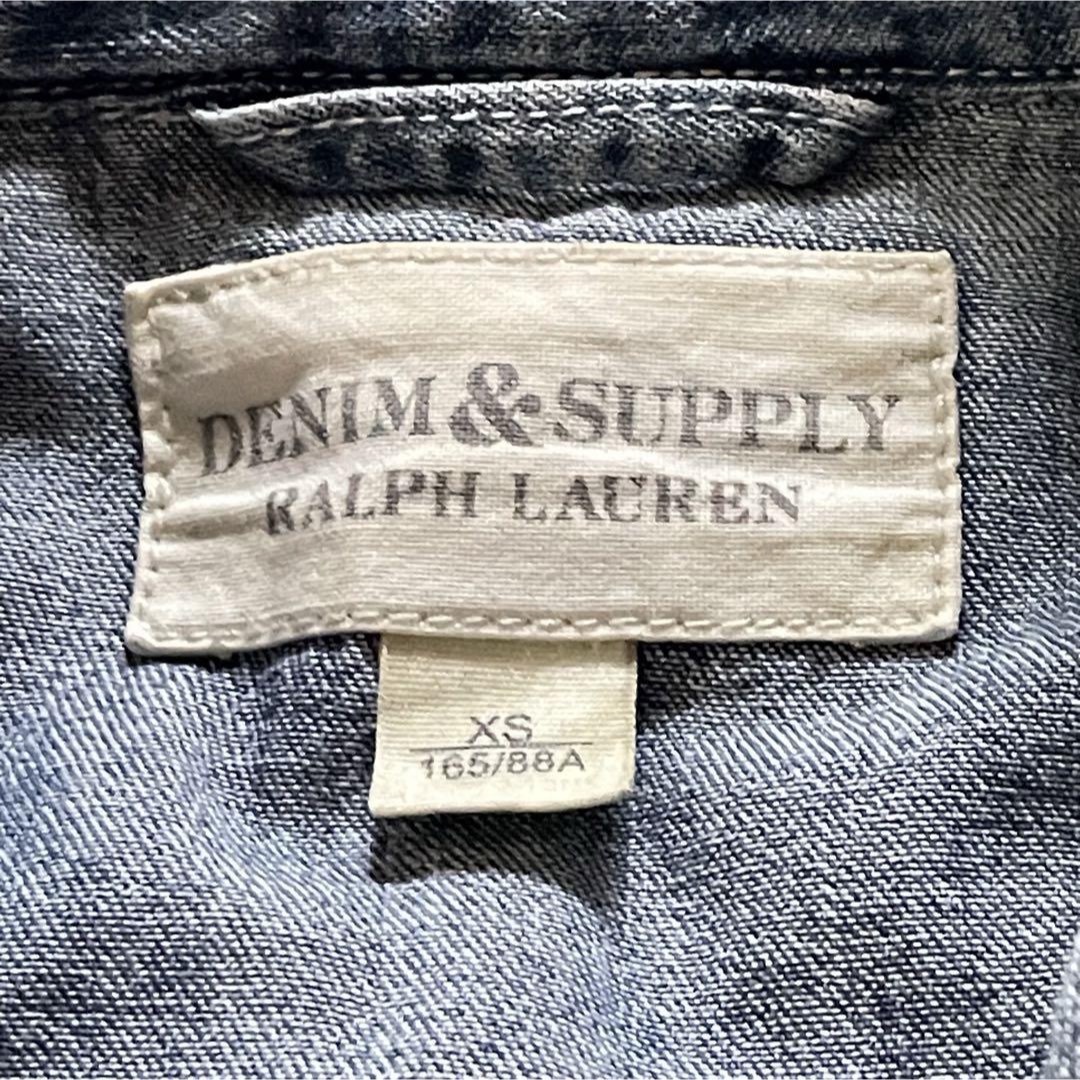 DENIM & SUPPLY
RALPH LAUREN
XS
165/88A